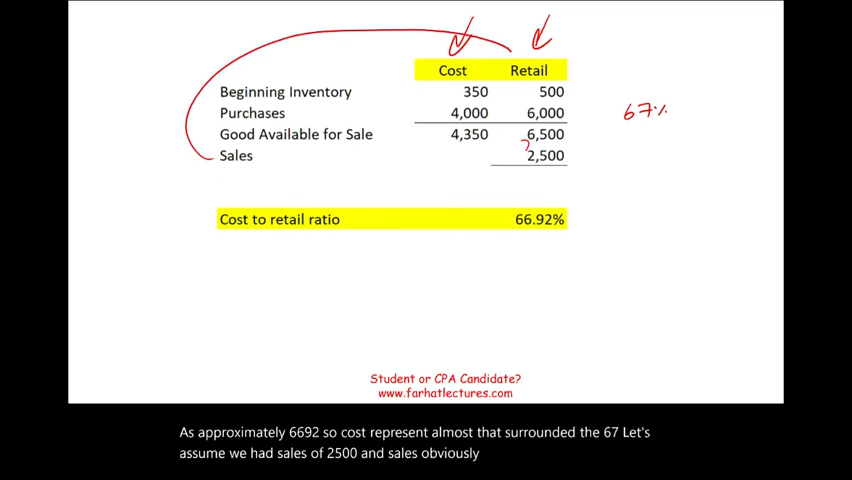 Cost Retail
Beginning Inventory 350 500
Purchases 4,000 6,000 67%
Good Available for Sale 4,350 6,500
Sales 2,500
Cost to retail ratio 66.92%
Student or CPA Candidate?
www.farhatlectures.com
As approximately 6692 so cost represent almost that surrounded the 67 Let's
assume we had sales of 2500 and sales obviously